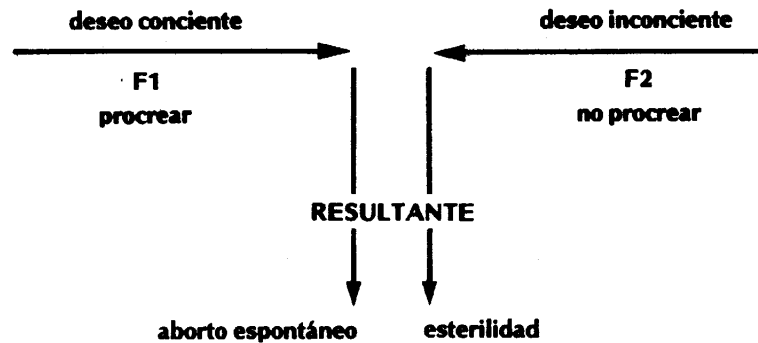 deseo conciente
deseo inconciente
F1
F2
procrear
no procrear
RESULTANTE
aborto espontáneo
esterilidad